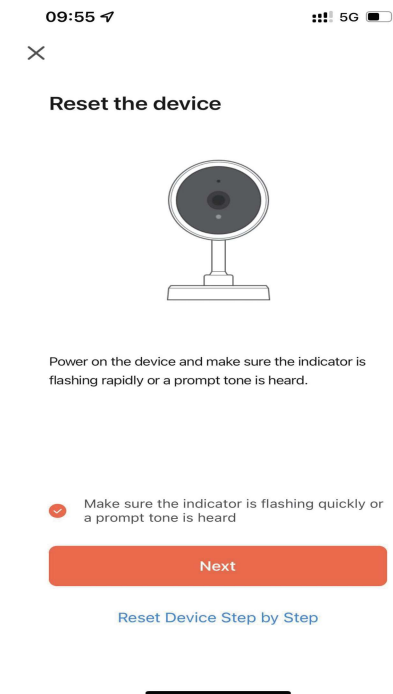 09:55
5G
Reset the device
Power on the device and make sure the indicator is
flashing rapidly or a prompt tone is heard.
Make sure the indicator is flashing quickly or
a prompt tone is heard
Next
Reset Device Step by Step